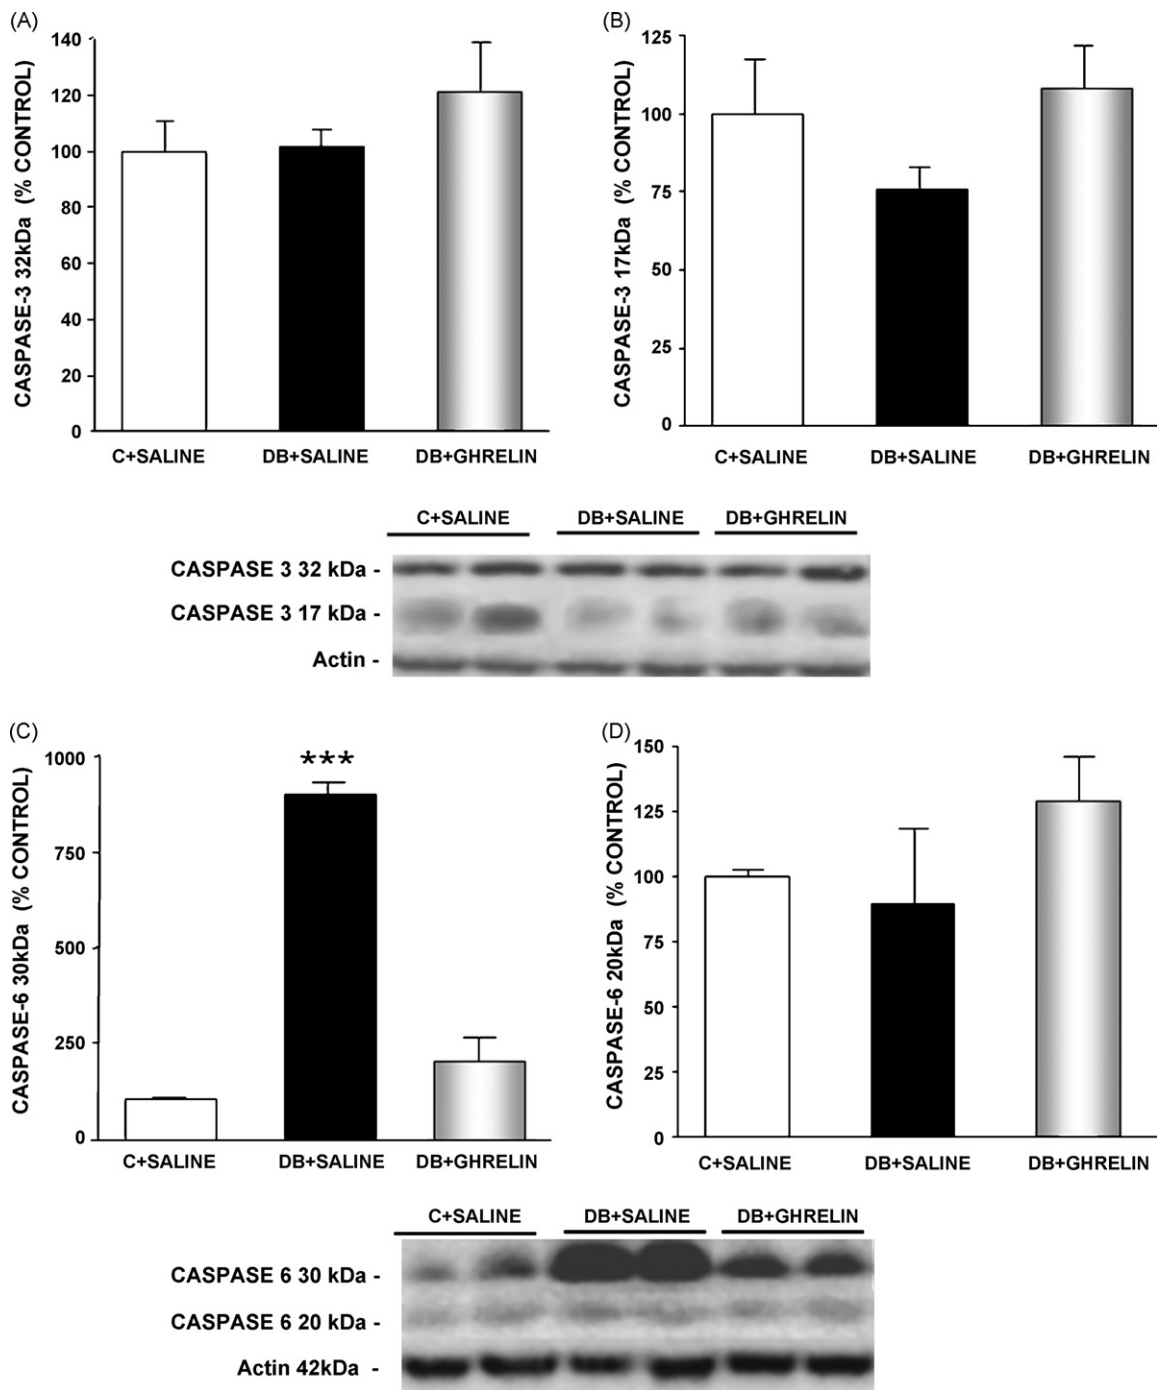 (A)
CASPASE-3 32kDa (% CONTROL)
140
120
100
80
60
40
20
0
C+SALINE DB+SALINE DB+GHRELIN
(B)
CASPASE-3 17kDa (% CONTROL)
125
100
75
50
25
0
C+SALINE DB+SALINE DB+GHRELIN
C+SALINE DB+SALINE DB+GHRELIN
CASPASE 3 32 kDa -
CASPASE 3 17 kDa -
Actin -
(C)
CASPASE-6 30kDa (% CONTROL)
1000
750
500
250
0
***
C+SALINE DB+SALINE DB+GHRELIN
(D)
CASPASE-6 20kDa (% CONTROL)
150
125
100
75
50
25
0
C+SALINE DB+SALINE DB+GHRELIN
C+SALINE DB+SALINE DB+GHRELIN
CASPASE 6 30 kDa -
CASPASE 6 20 kDa -
Actin 42kDa -